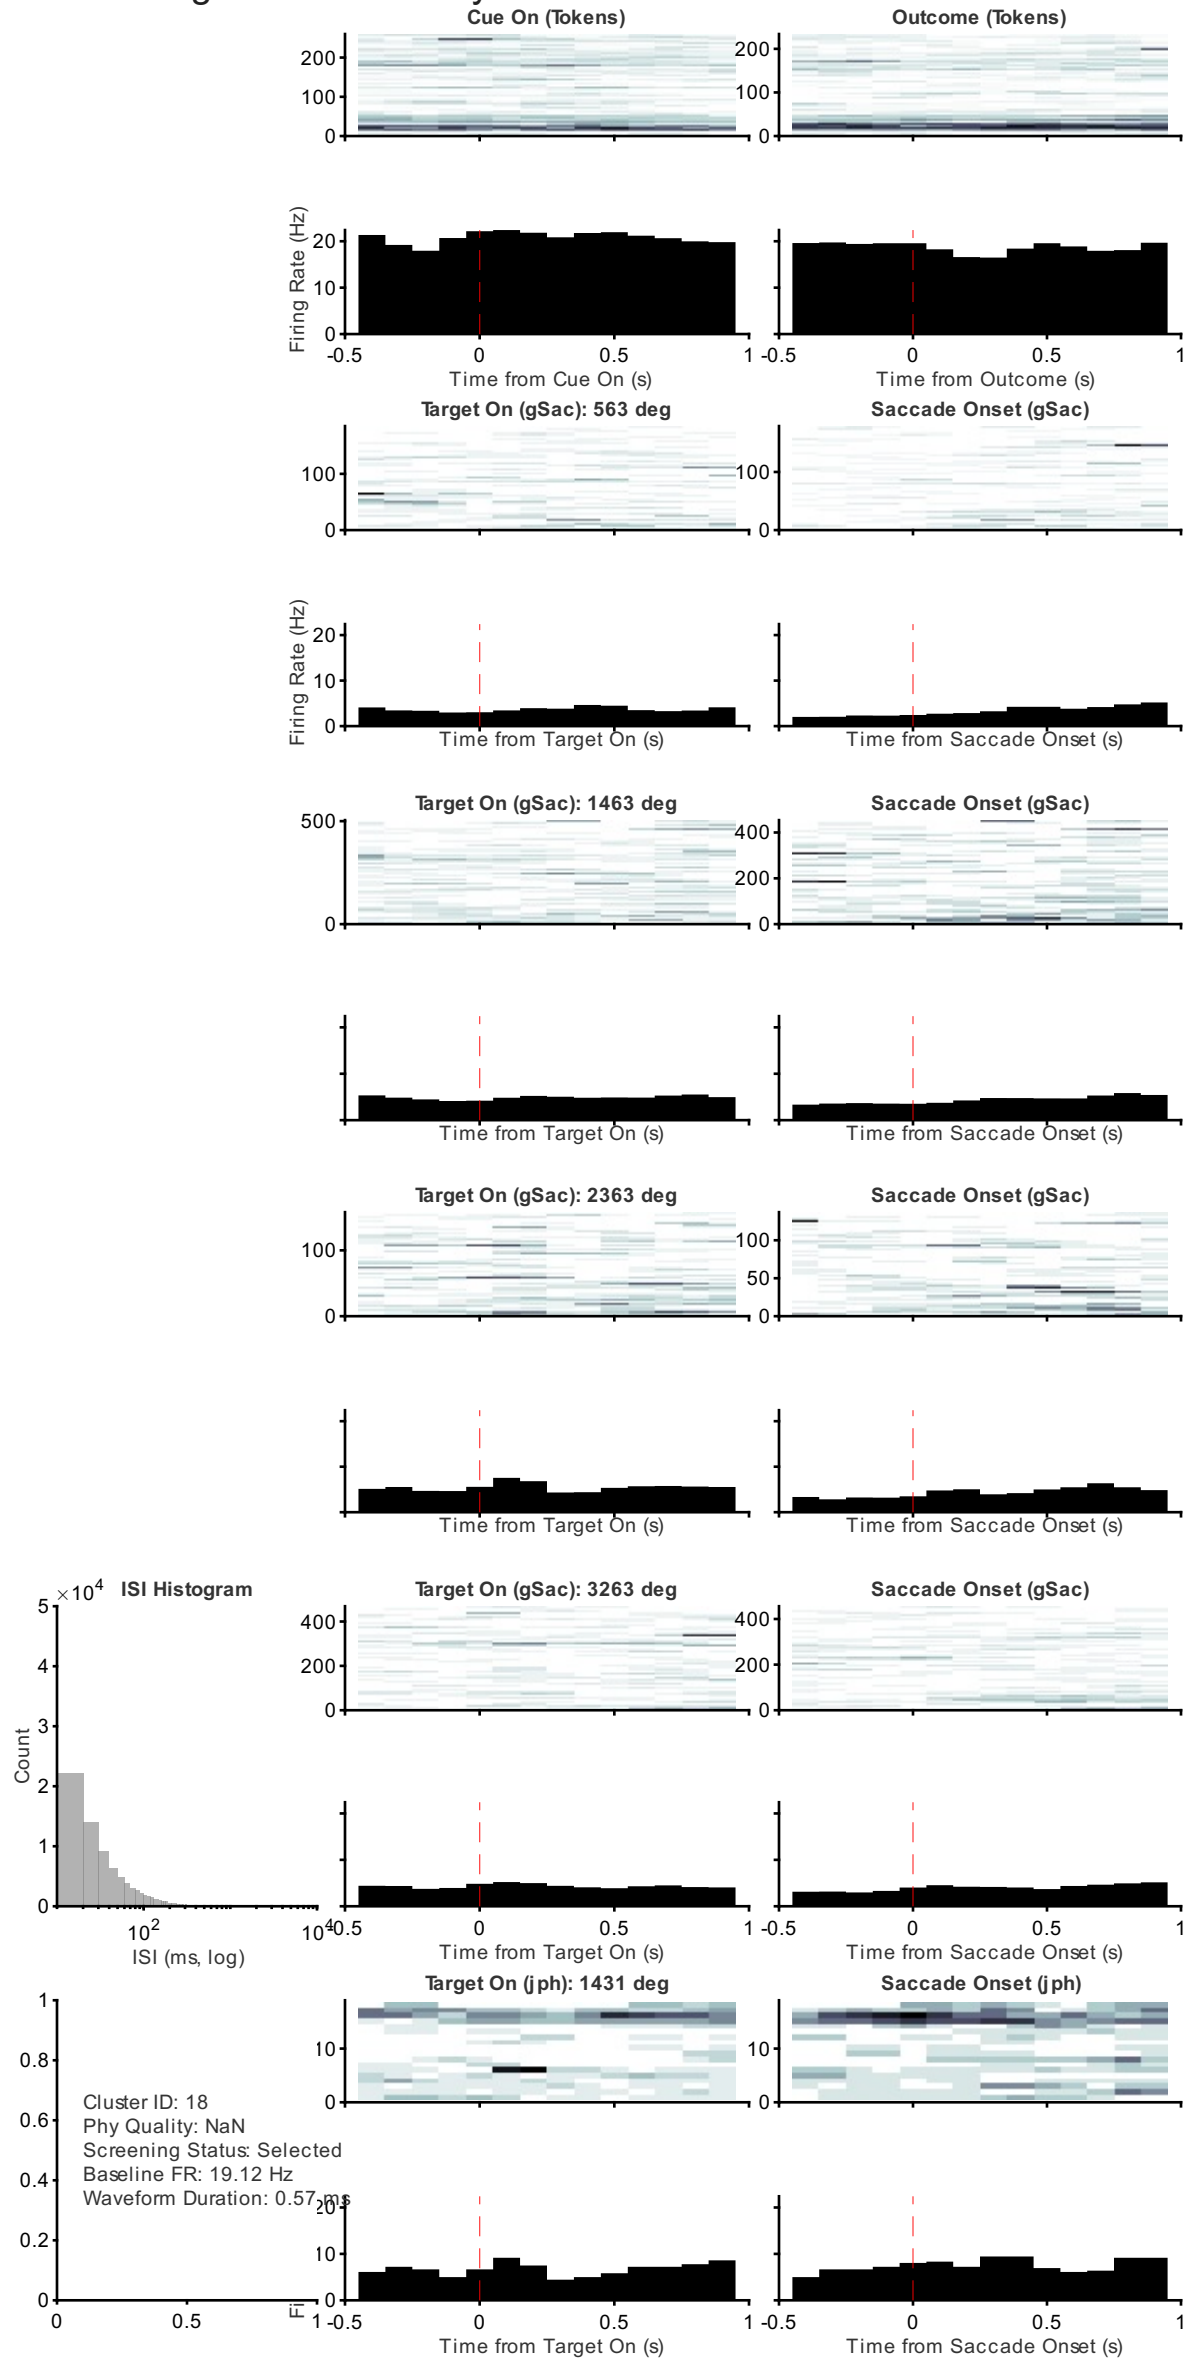 Cue On (Tokens)
Outcome (Tokens)
200
100
0
200
100
0
Firing Rate (Hz)
20
10
0
-0.5
0
0.5
1
-0.5
0
0.5
1
Time from Cue On (s)
Time from Outcome (s)
Target On (gSac): 563 deg
Saccade Onset (gSac)
100
0
100
0
Firing Rate (Hz)
20
10
0
Time from Target On (s)
Time from Saccade Onset (s)
Target On (gSac): 1463 deg
Saccade Onset (gSac)
500
0
400
200
0
Time from Target On (s)
Time from Saccade Onset (s)
Target On (gSac): 2363 deg
Saccade Onset (gSac)
100
0
100
50
0
Time from Target On (s)
Time from Saccade Onset (s)
×10^4
ISI Histogram
5
4
3
2
1
0
Count
10^2
10^4
ISI (ms, log)
Target On (gSac): 3263 deg
Saccade Onset (gSac)
400
200
0
400
200
0
-0.5
0
0.5
1
-0.5
0
0.5
1
Time from Target On (s)
Time from Saccade Onset (s)
Target On (jph): 1431 deg
Saccade Onset (jph)
10
0
10
0
1
0.8
0.6
0.4
0.2
0
0
0.5
1
Cluster ID: 18
Phy Quality: NaN
Screening Status: Selected
Baseline FR: 19.12 Hz
Waveform Duration: 0.57 ms
20
10
0
Fi
-0.5
0
0.5
1
-0.5
0
0.5
1
Time from Target On (s)
Time from Saccade Onset (s)